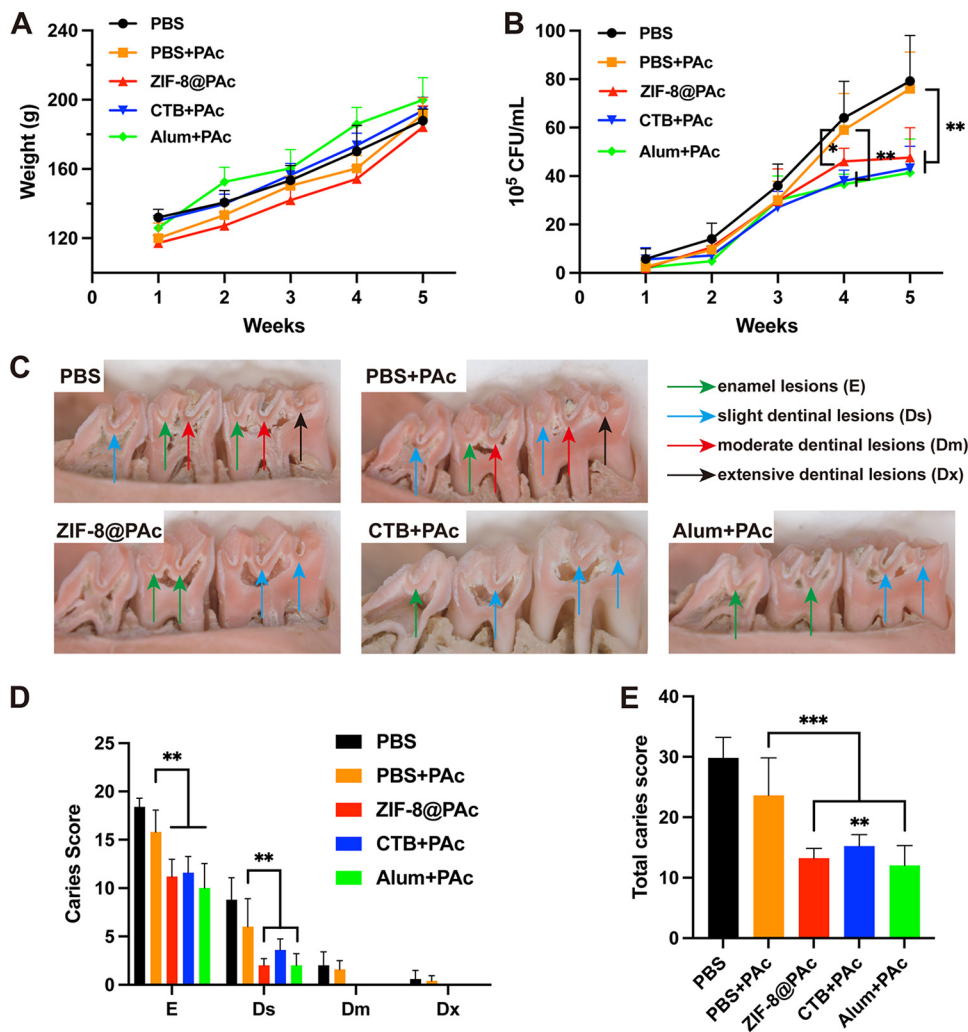 A
Weight (g)
240
200
160
120
0
1
2
3
4
5
Weeks
PBS
PBS+PAc
ZIF-8@PAc
CTB+PAc
Alum+PAc
B
10⁵ CFU/mL
100
80
60
40
20
0
0
1
2
3
4
5
Weeks
PBS
PBS+PAc
ZIF-8@PAc
CTB+PAc
Alum+PAc
*
**
**
C
PBS
PBS+PAc
enamel lesions (E)
slight dentinal lesions (Ds)
moderate dentinal lesions (Dm)
extensive dentinal lesions (Dx)
ZIF-8@PAc
CTB+PAc
Alum+PAc
D
Caries Score
25
20
15
10
5
0
E
Ds
Dm
Dx
**
**
PBS
PBS+PAc
ZIF-8@PAc
CTB+PAc
Alum+PAc
E
Total caries score
40
30
20
10
0
***
**
PBS
PBS+PAc
ZIF-8@PAc
CTB+PAc
Alum+PAc